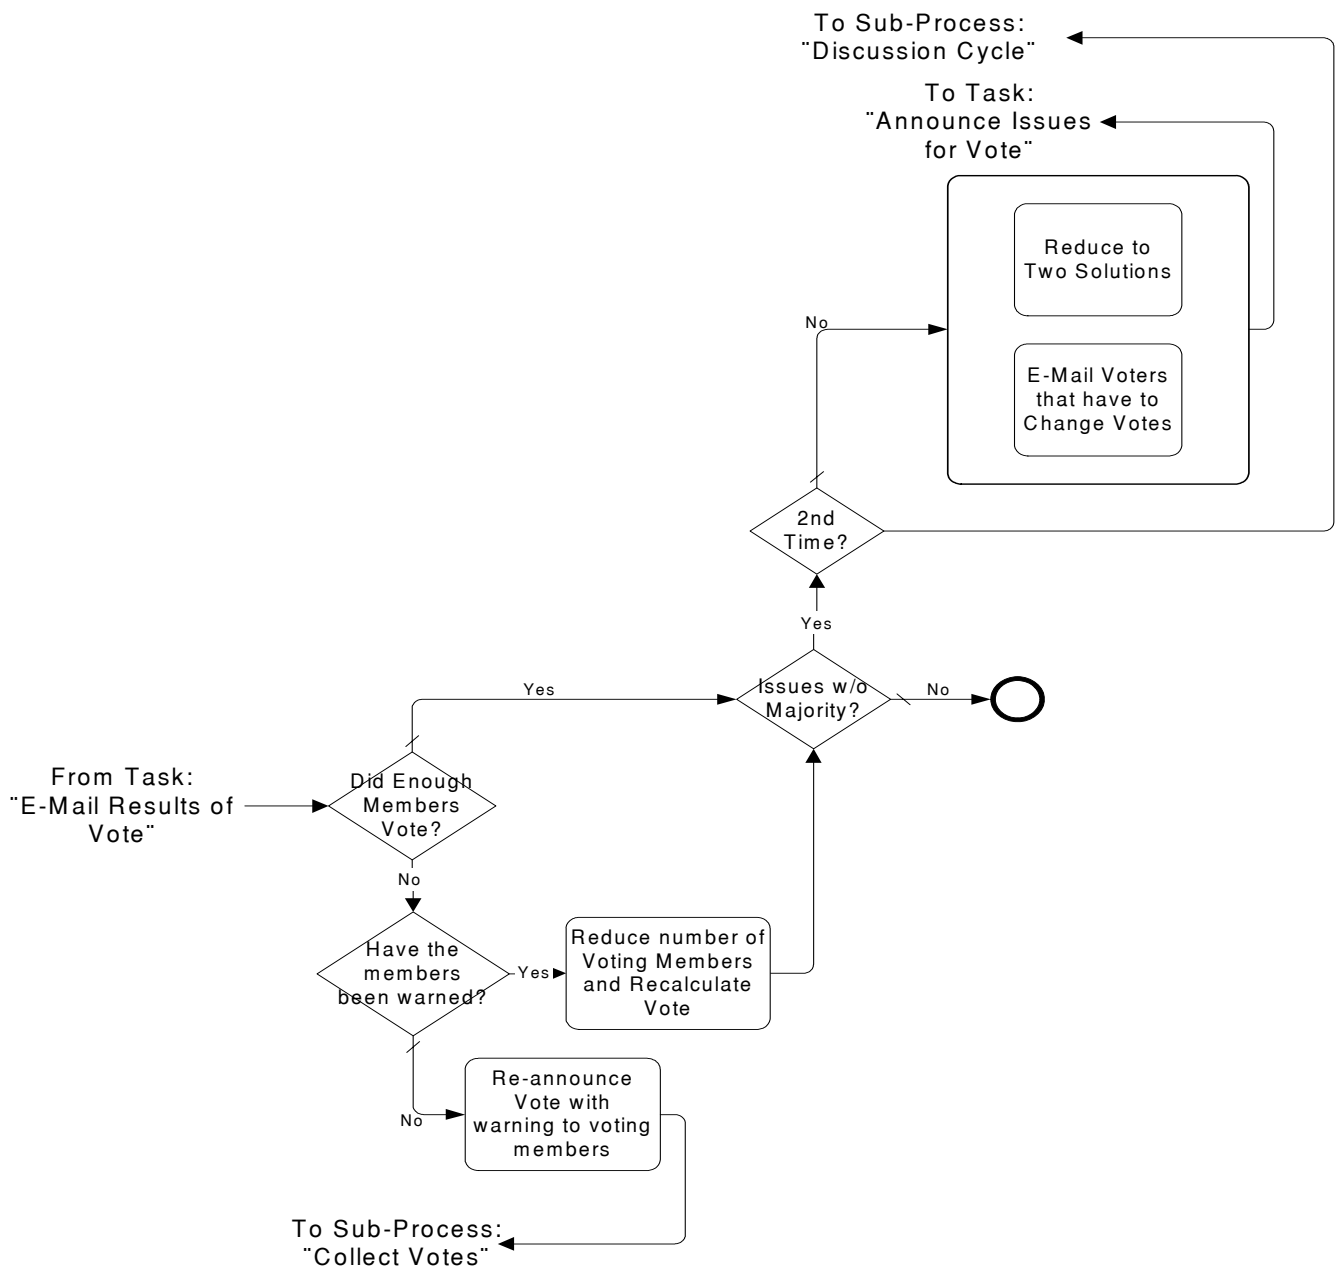 To Sub-Process:
¨Discussion Cycle¨
To Task:
¨Announce Issues
for Vote¨
Reduce to
Two Solutions
No
E-Mail Voters
that have to
Change Votes
2nd
Time?
Yes
Issues w/o
Majority?
No
Yes
From Task:
¨E-Mail Results of
Vote¨
Did Enough
Members
Vote?
No
Have the
members
been warned?
Yes
Reduce number of
Voting Members
and Recalculate
Vote
No
Re-announce
Vote with
warning to voting
members
To Sub-Process:
¨Collect Votes¨